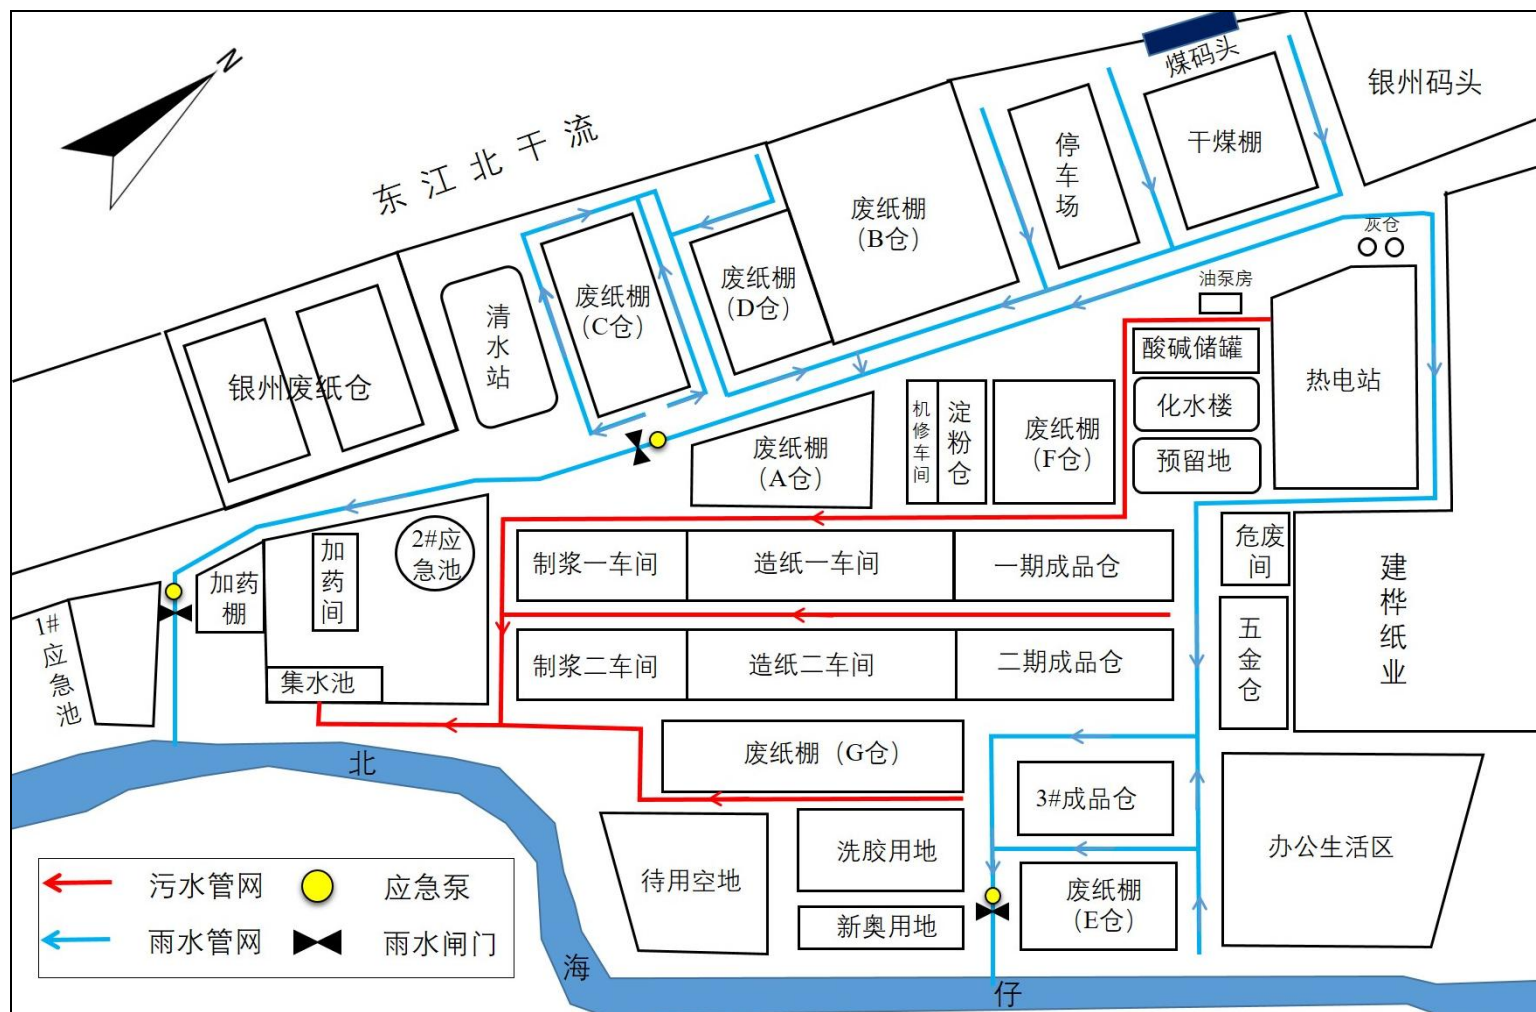 N
东江北干流
煤码头
银州码头
停车场
干煤棚
废纸棚
（B仓）
灰仓
废纸棚
（D仓）
废纸棚
（C仓）
清水站
油泵房
酸碱储罐
热电站
银州废纸仓
化水楼
机修车间
淀粉仓
废纸棚
（F仓）
废纸棚
（A仓）
预留地
2#应
急池
加药间
加药
棚
制浆一车间
造纸一车间
一期成品仓
危废
间
建桦纸业
1#应急池
制浆二车间
造纸二车间
二期成品仓
五金仓
集水池
废纸棚（G仓）
北
3#成品仓
洗胶用地
办公生活区
待用空地
废纸棚
（E仓）
新奥用地
海
仔
污水管网
应急泵
雨水管网
雨水闸门